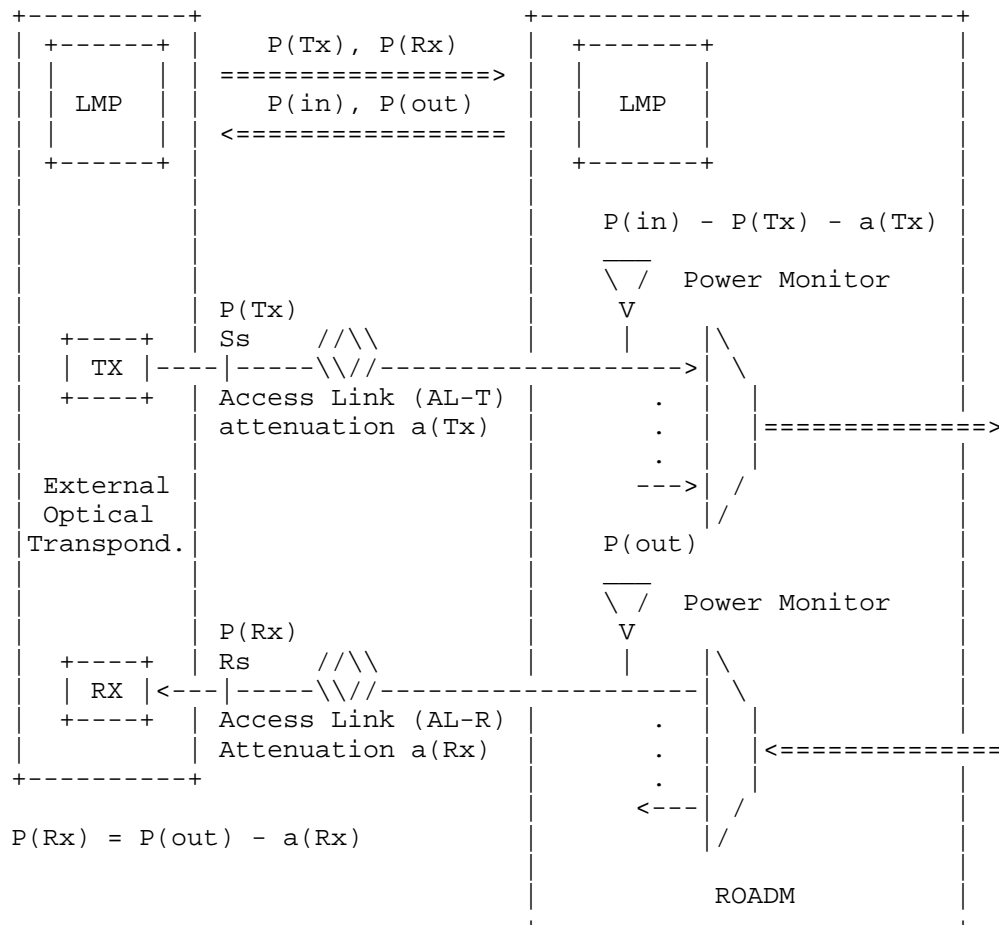 P(Tx), P(Rx)
LMP
P(in), P(out)
LMP
P(in) - P(Tx) - a(Tx)
Power Monitor
P(Tx)
V
Ss
TX
Access Link (AL-T)
attenuation a(Tx)
External
Optical
Transpond.
P(out)
Power Monitor
P(Rx)
V
Rs
RX
Access Link (AL-R)
Attenuation a(Rx)
P(Rx) = P(out) - a(Rx)
ROADM